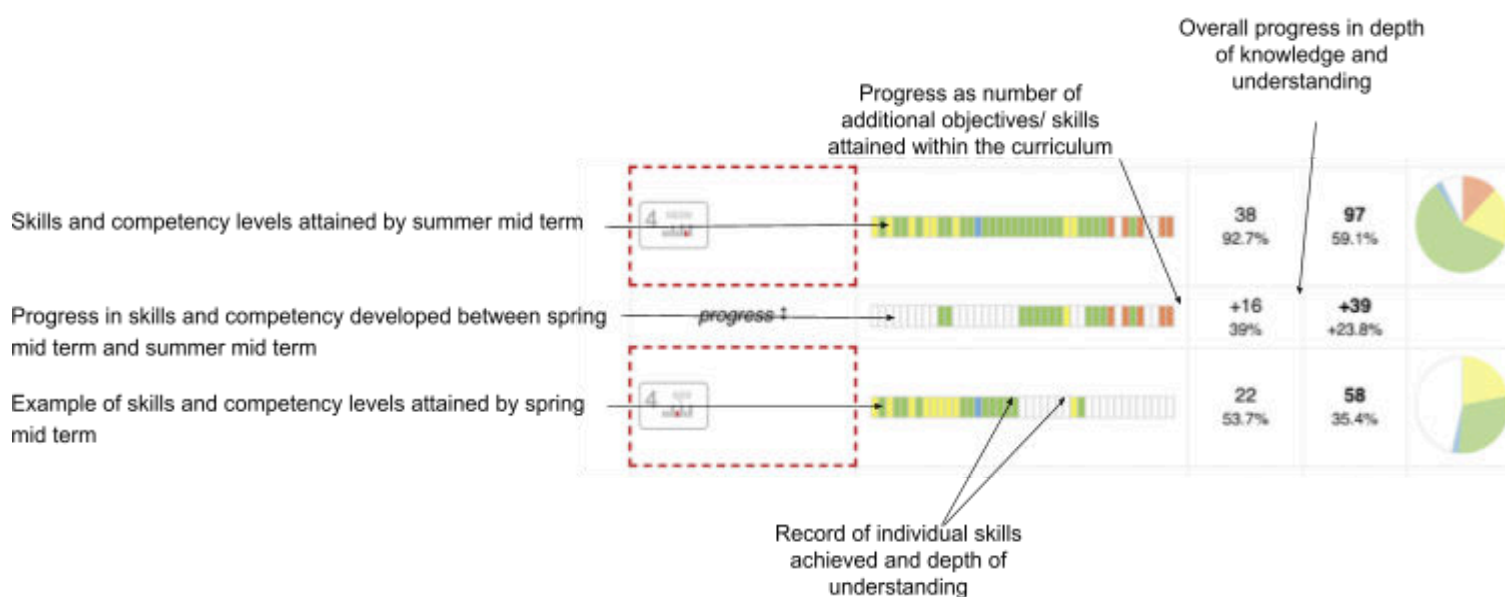 Overall progress in depth
of knowledge and
understanding
Progress as number of
additional objectives/ skills
attained within the curriculum
Skills and competency levels attained by summer mid term
4
38
92.7%
97
59.1%
Progress in skills and competency developed between spring
mid term and summer mid term
progress ‡
+16
39%
+39
+23.8%
Example of skills and competency levels attained by spring
mid term
4
22
53.7%
58
35.4%
Record of individual skills
achieved and depth of
understanding